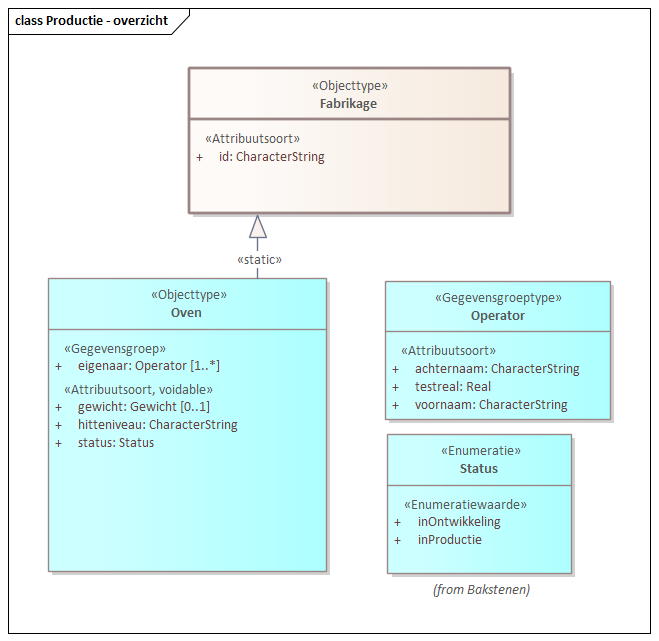 class Productie - overzicht
«Objecttype»
Fabrikage
«Attribuutsoort»
+ id: CharacterString
«static»
«Objecttype»
Oven
«Gegevensgroep»
+ eigenaar: Operator [1..*]
«Attribuutsoort, voidable»
+ gewicht: Gewicht [0..1]
+ hitteniveau: CharacterString
+ status: Status
«Gegevensgroeptype»
Operator
«Attribuutsoort»
+ achternaam: CharacterString
+ testreal: Real
+ voornaam: CharacterString
«Enumeratie»
Status
«Enumeratiewaarde»
+ inOntwikkeling
+ inProductie
(from Bakstenen)